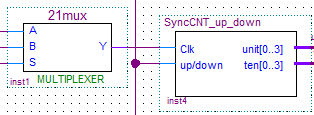 21mux
A
B
S
Y
MULTIPLEXER
inst1
SyncCNT_up_down
Clk
up/down
unit[0..3]
ten[0..3]
inst4